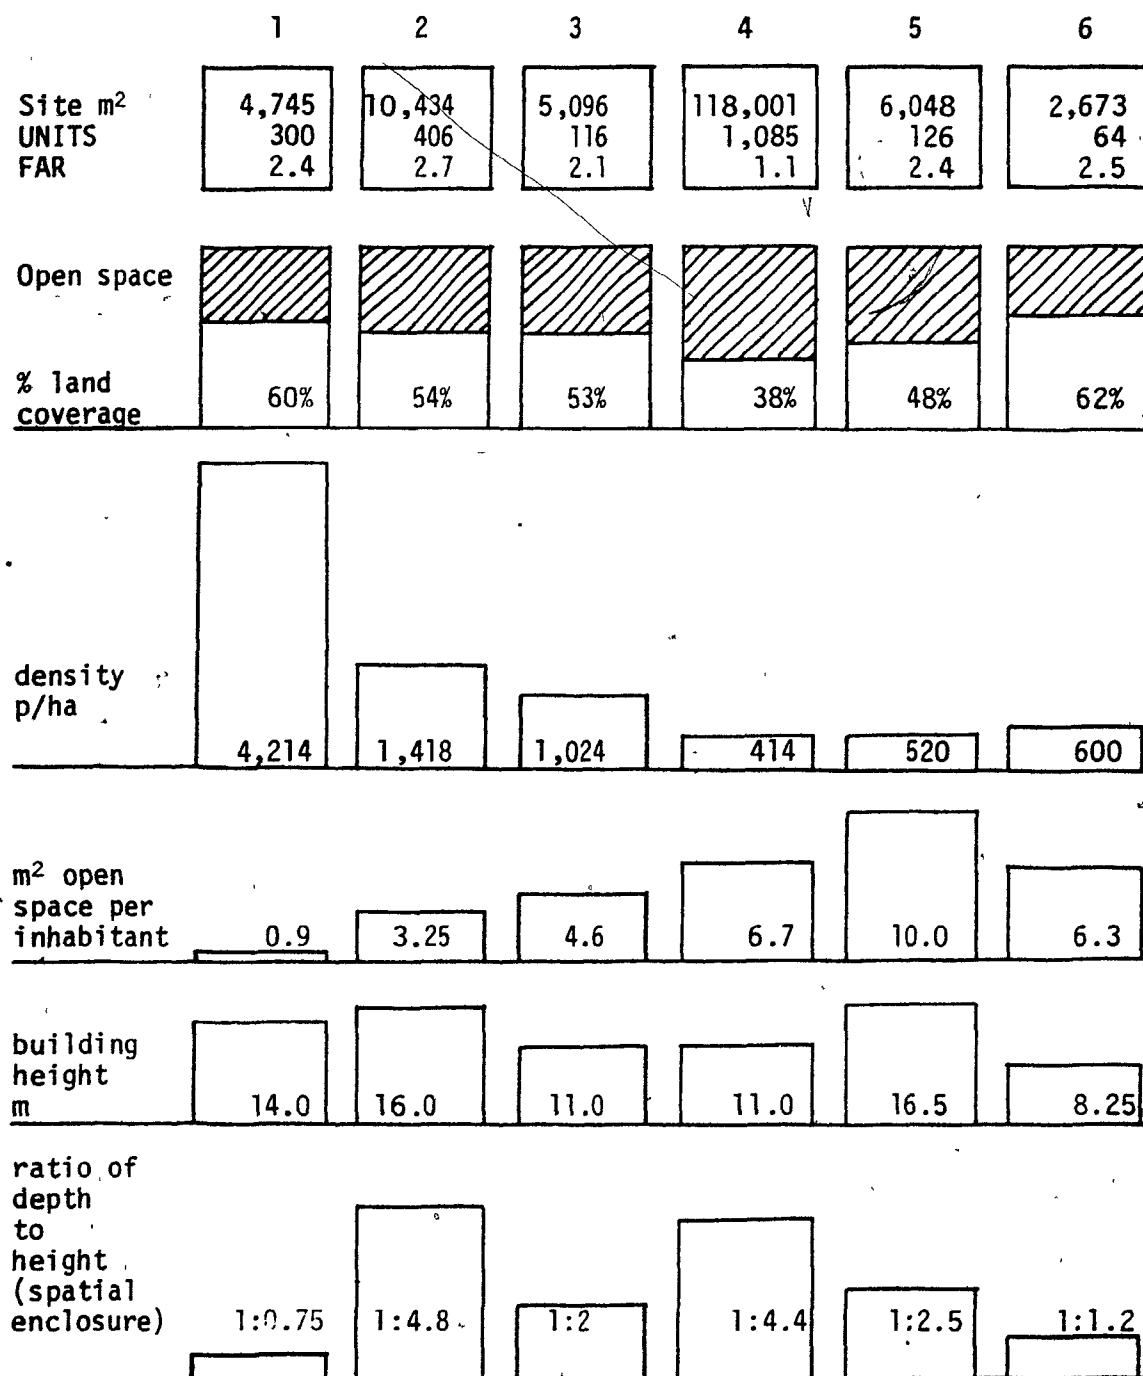 1 2 3 4 5 6
Site m² 4,745 10,434 5,096 118,001 6,048 2,673
UNITS 300 406 116 1,085 126 64
FAR 2.4 2.7 2.1 1.1 2.4 2.5
Open space
% land
coverage 60% 54% 53% 38% 48% 62%
density
p/ha
4,214 1,418 1,024 414 520 600
m² open
space per
inhabitant 0.9 3.25 4.6 6.7 10.0 6.3
building
height
m 14.0 16.0 11.0 11.0 16.5 8.25
ratio of
depth
to
height
(spatial
enclosure) 1:0.75 1:4.8 1:2 1:4.4 1:2.5 1:1.2